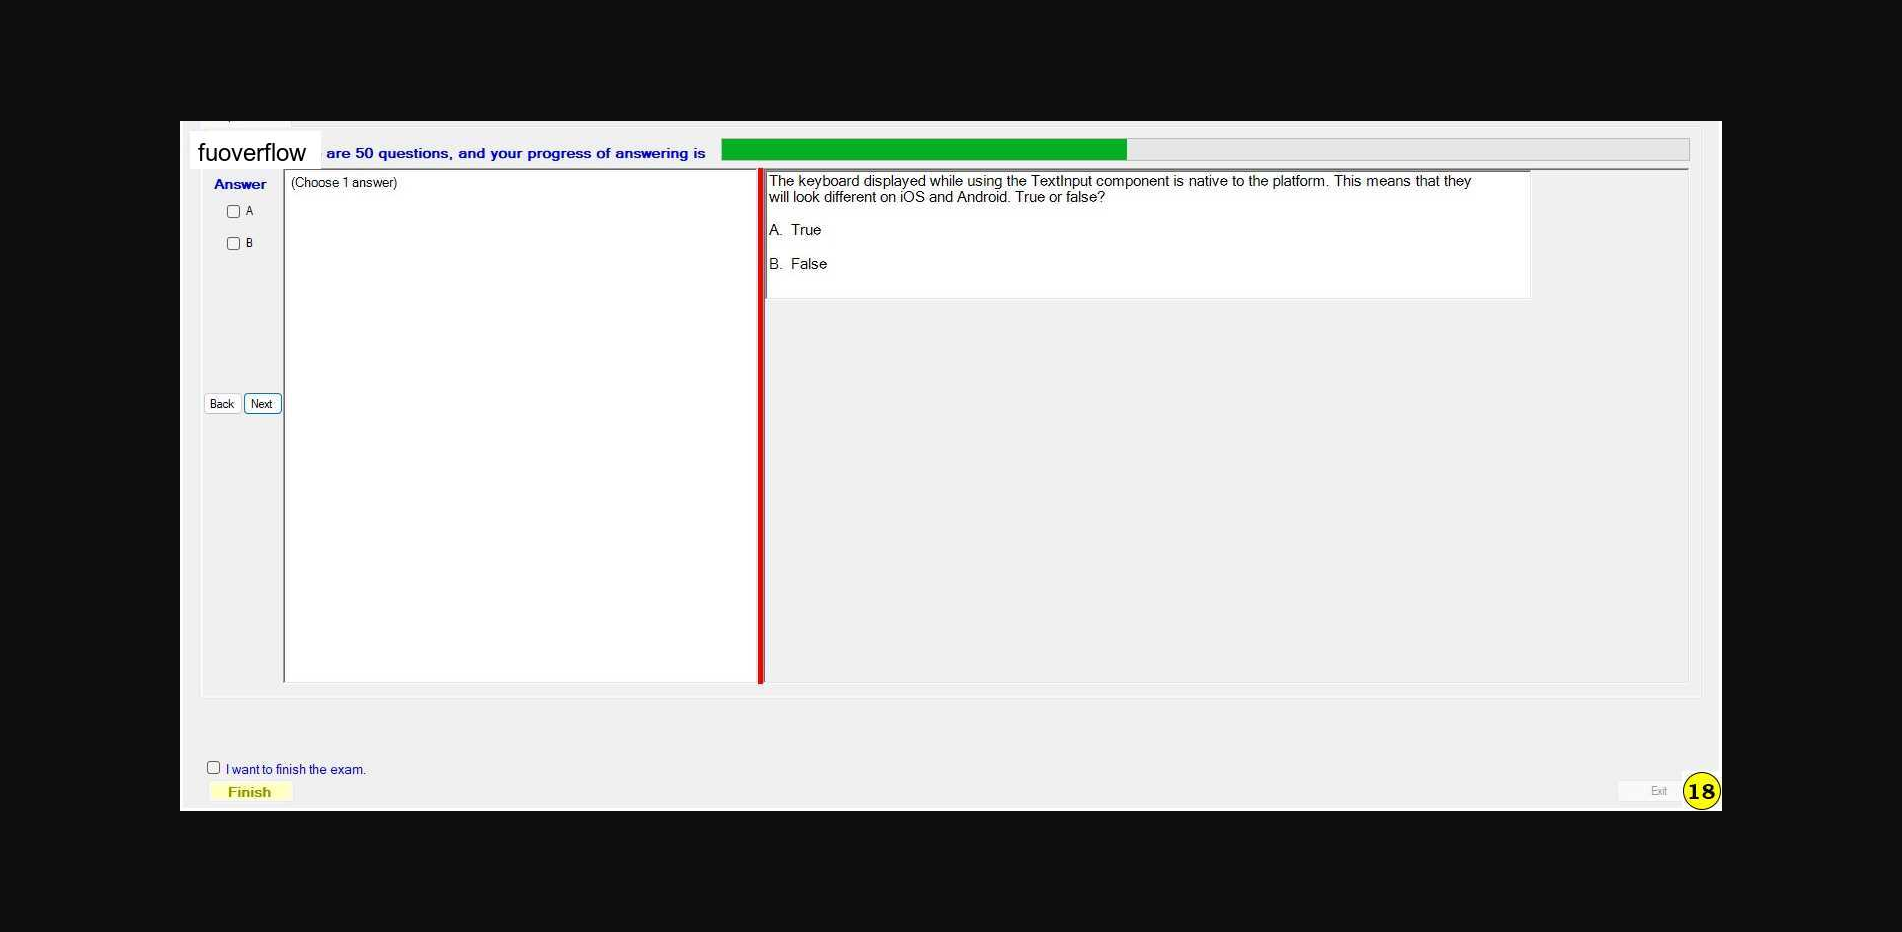 fuoverflow are 50 questions, and your progress of answering is
Answer
(Choose 1 answer)
A
B
Back Next
The keyboard displayed while using the TextInput component is native to the platform. This means that they
will look different on iOS and Android. True or false?
A. True
B. False
I want to finish the exam.
Finish
Exit
18